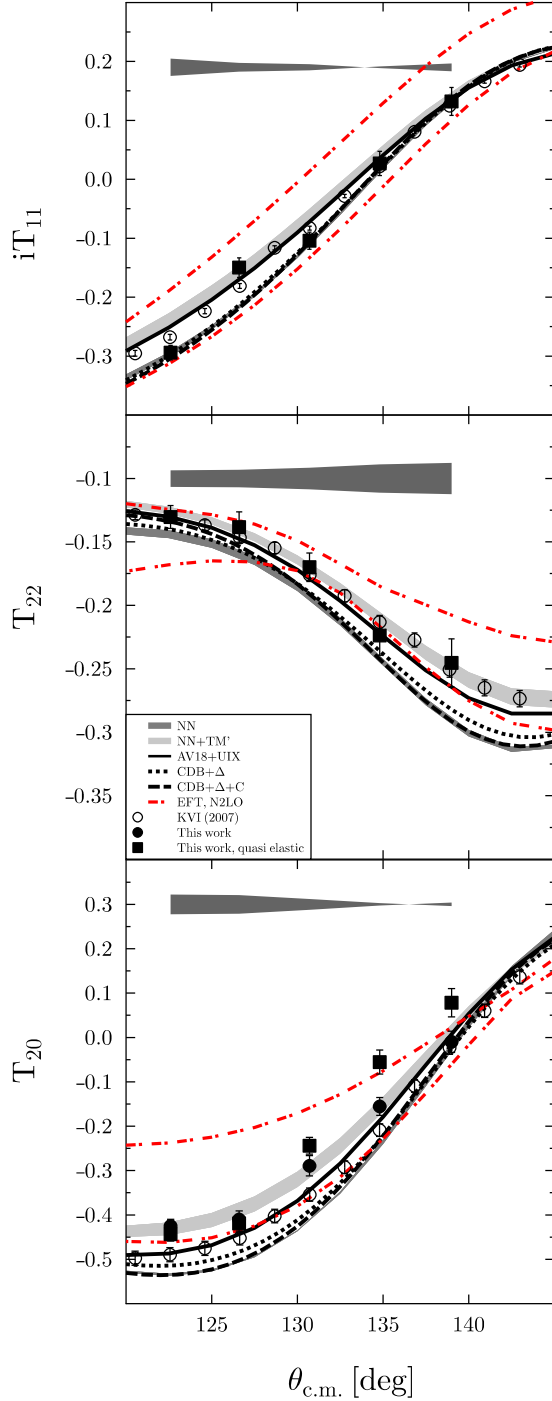 0.2
0.1
0.0
−0.1
−0.2
−0.3
iT11
−0.1
−0.15
−0.2
−0.25
−0.3
−0.35
T22
NN
NN+TM'
AV18+UIX
CDB+Δ
CDB+Δ+C
EFT, N2LO
KVI (2007)
This work
This work, quasi elastic
0.3
0.2
0.1
0.0
−0.1
−0.2
−0.3
−0.4
−0.5
T20
125 130 135 140
θc.m. [deg]